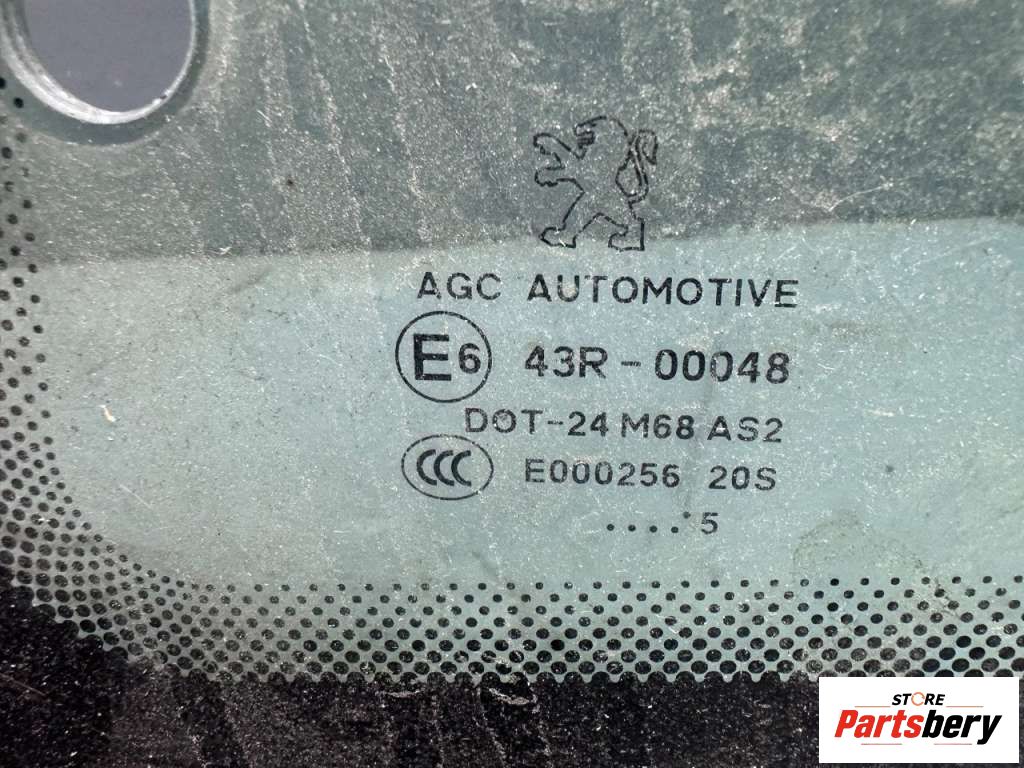 AGC AUTOMOTIVE
E6 43R-00048
DOT-24 M68 AS2
CCC E000256 20S
....˙5
STORE
Partsbery